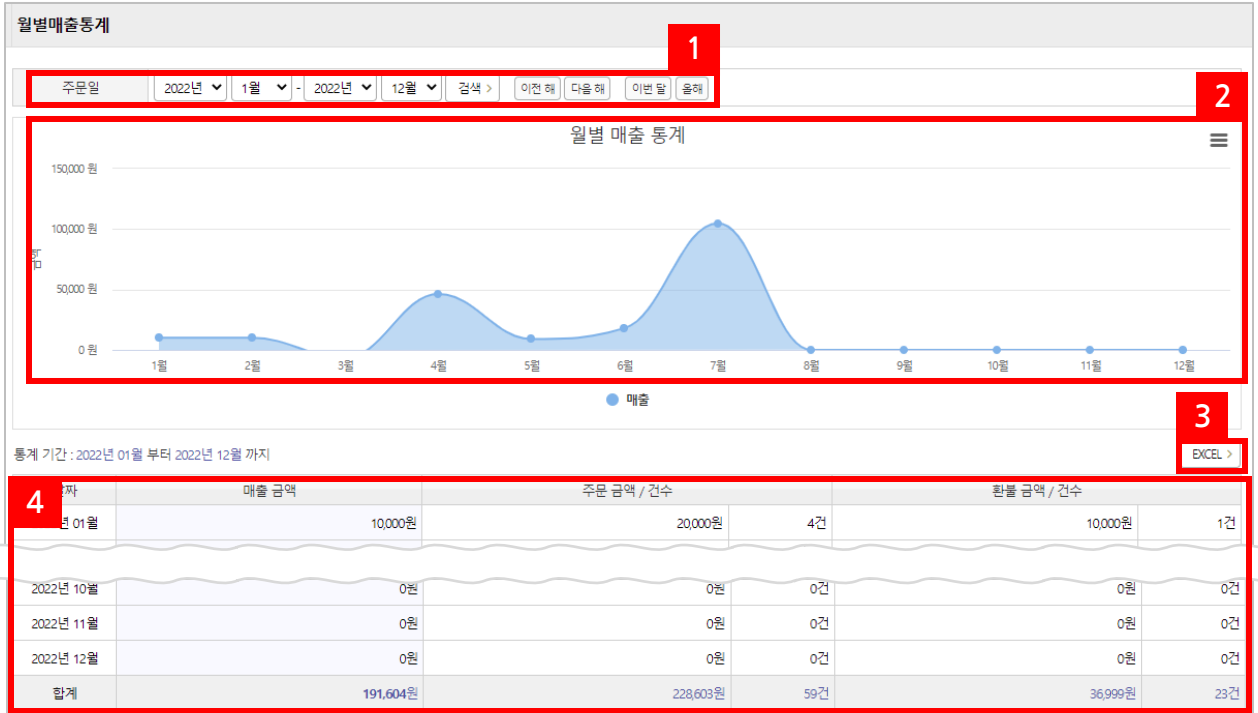 월별매출통계
1
주문일 2022년 1월 - 2022년 12월 검색 > 이전 해 다음 해 이번 달 올해
2
월별 매출 통계
150,000 원
100,000 원
금액
50,000 원
0 원
1월 2월 3월 4월 5월 6월 7월 8월 9월 10월 11월 12월
매출
3
통계 기간 : 2022년 01월 부터 2022년 12월 까지 EXCEL >
4
매출 금액 주문 금액 / 건수 환불 금액 / 건수
01월 10,000원 20,000원 4건 10,000원 1건
2022년 10월 0원 0원 0건 0원 0건
2022년 11월 0원 0원 0건 0원 0건
2022년 12월 0원 0원 0건 0원 0건
합계 191,604원 228,603원 59건 36,999원 23건